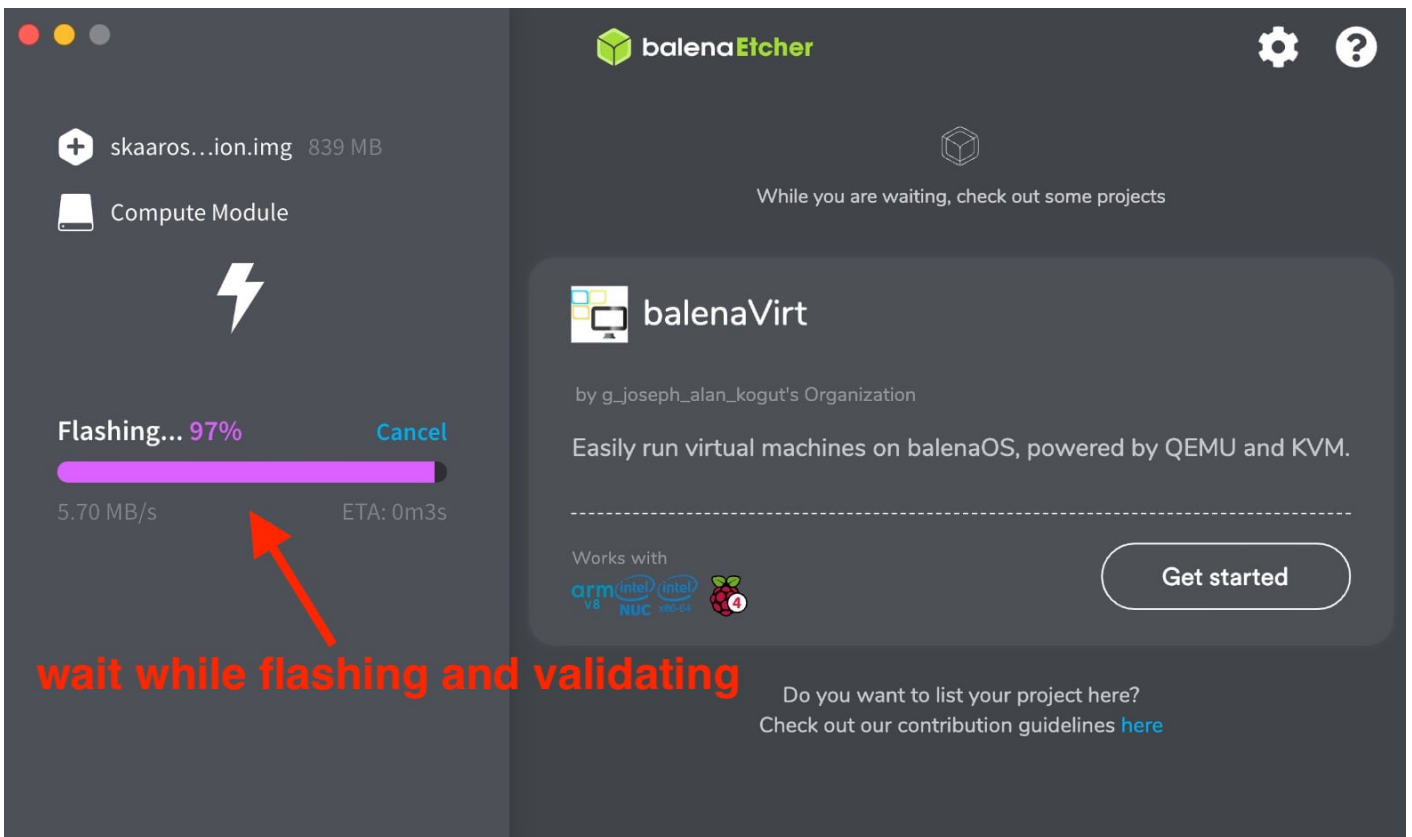 balenaEtcher
skaaros...ion.img 839 MB
Compute Module
Flashing... 97% Cancel
5.70 MB/s ETA: 0m3s
wait while flashing and validating
While you are waiting, check out some projects
balenaVirt
by g_joseph_alan_kogut's Organization
Easily run virtual machines on balenaOS, powered by QEMU and KVM.
Works with
arm v8 intel NUC intel x86-64 4
Get started
Do you want to list your project here?
Check out our contribution guidelines here